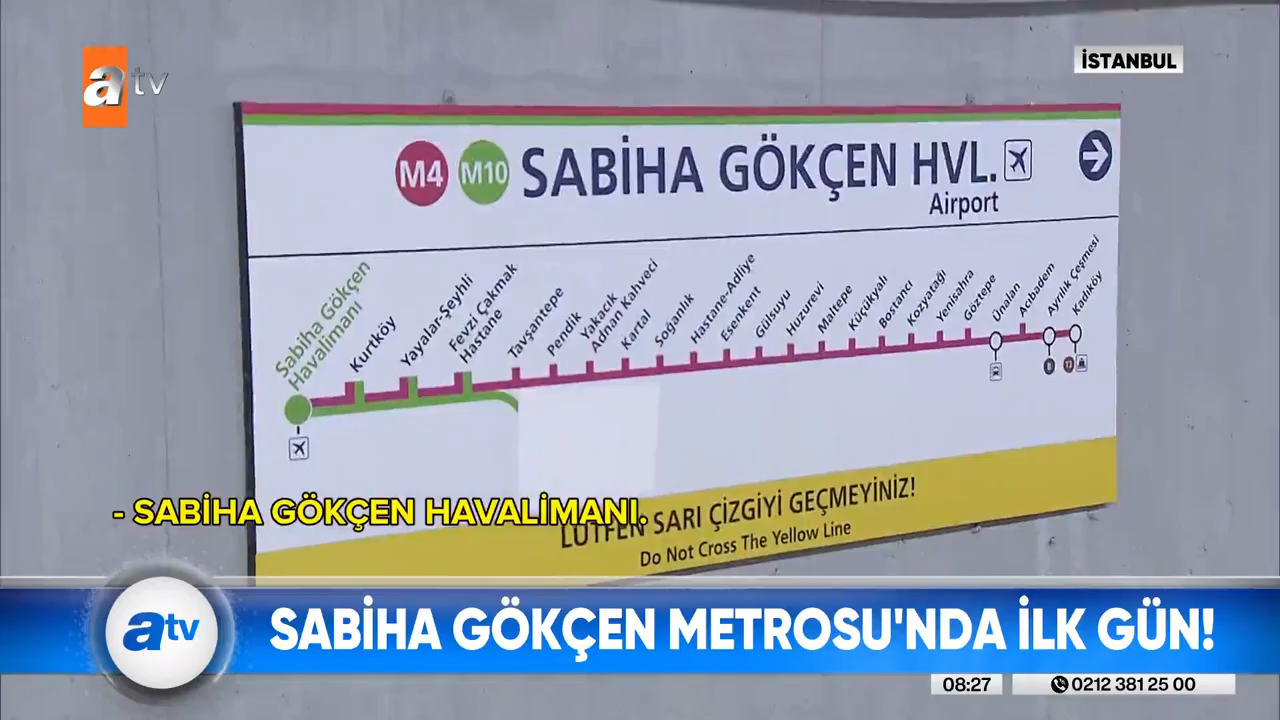 atv
İSTANBUL
M4 M10 SABİHA GÖKÇEN HVL.
Airport
Sabiha Gökçen
Havalimanı
Kurtköy
Yayalar-Şeyhli
Fevzi Çakmak
Hastane
Tavşantepe
Pendik
Yakacık
Adnan Kahveci
Kartal
Soğanlık
Hastane-Adliye
Esenkent
Gülsuyu
Huzurevi
Maltepe
Küçükyalı
Bostancı
Kozyatağı
Yenisahra
Göztepe
Ünalan
Acıbadem
Ayrılık Çeşmesi
Kadıköy
LÜTFEN SARI ÇİZGİYİ GEÇMEYİNİZ!
Do Not Cross The Yellow Line
- SABİHA GÖKÇEN HAVALİMANI.
atv
SABİHA GÖKÇEN METROSU'NDA İLK GÜN!
08:27
0212 381 25 00